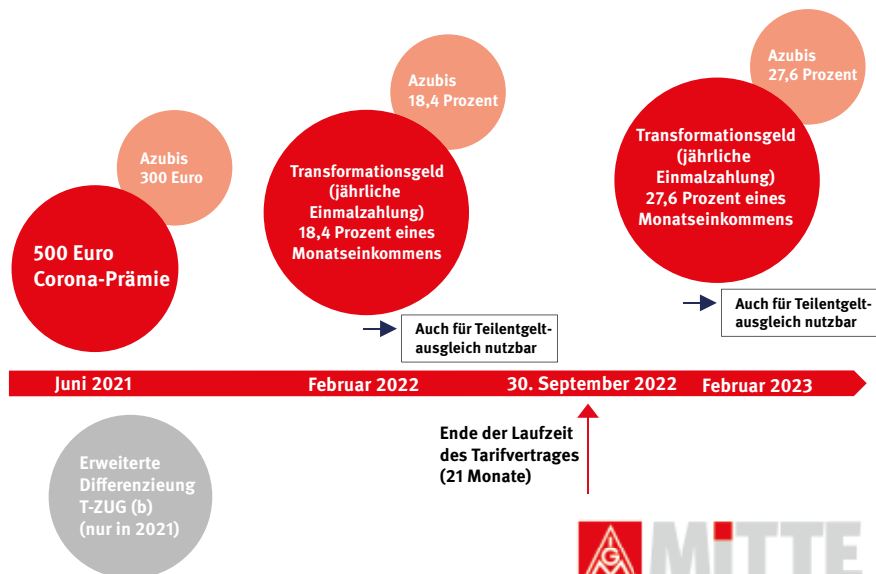 Azubis
300 Euro
500 Euro
Corona-Prämie
Azubis
18,4 Prozent
Transformationsgeld
(jährliche
Einmalzahlung)
18,4 Prozent eines
Monatseinkommens
Auch für Teilentgelt-
ausgleich nutzbar
Azubis
27,6 Prozent
Transformationsgeld
(jährliche
Einmalzahlung)
27,6 Prozent eines
Monatseinkommens
Auch für Teilentgelt-
ausgleich nutzbar
Juni 2021
Februar 2022
30. September 2022
Februar 2023
Erweiterte
Differenzieung
T-ZUG (b)
(nur in 2021)
Ende der Laufzeit
des Tarifvertrages
(21 Monate)
IGM
MiTTE